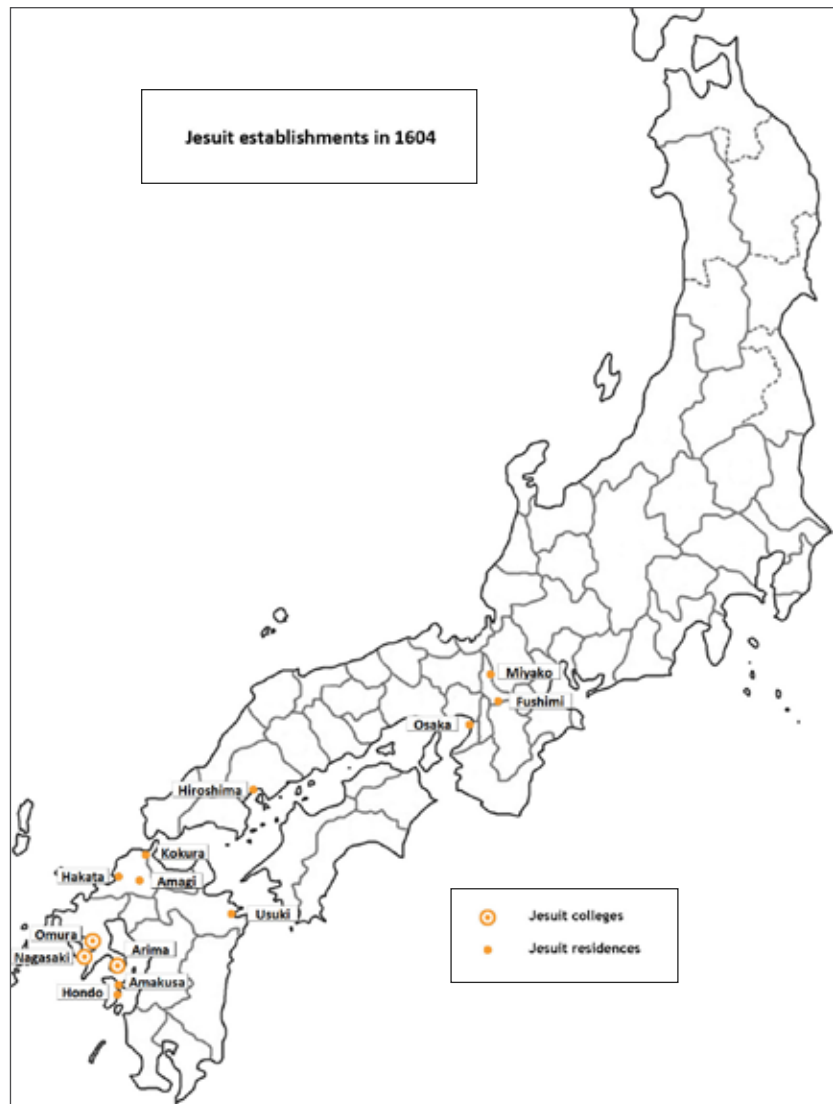 Jesuit establishments in 1604
Miyako
Fushimi
Osaka
Hiroshima
Kokura
Hakata
Amagi
Usuki
Jesuit colleges
Omura
Arima
Jesuit residences
Nagasaki
Amakusa
Hondo